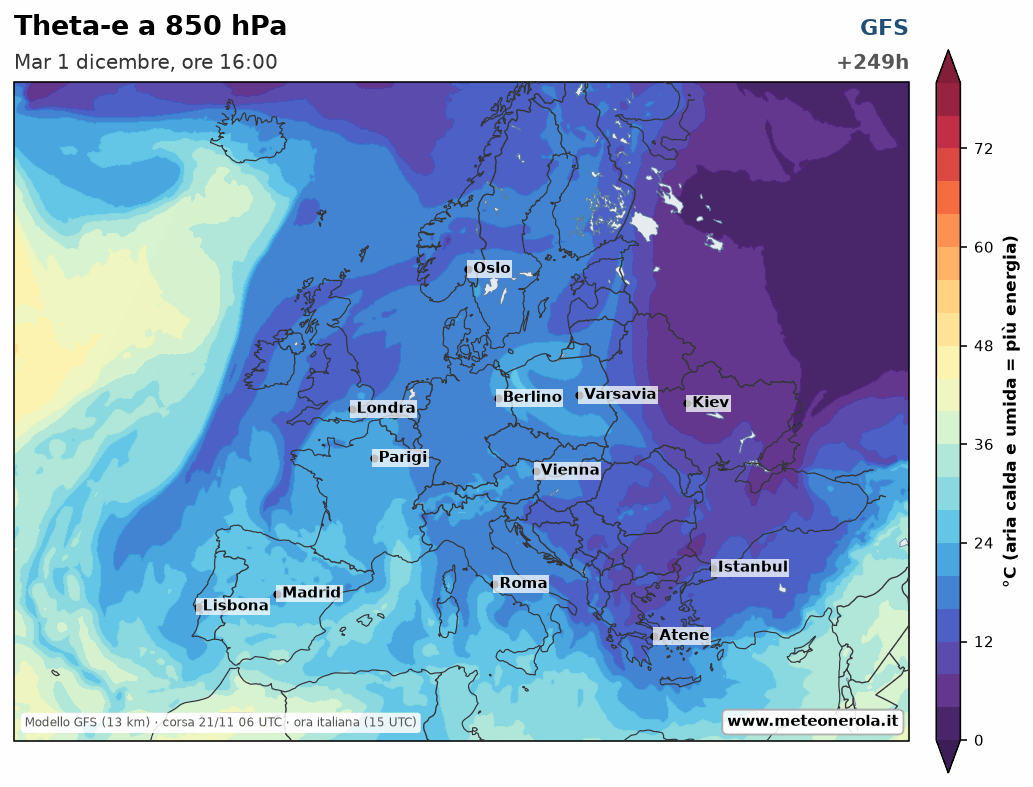 Theta-e a 850 hPa
GFS
Mar 1 dicembre, ore 16:00
+249h
72
60
48
36
24
12
0
°C (aria calda e umida = più energia)
Oslo
Berlino
Varsavia
Kiev
Londra
Parigi
Vienna
Istanbul
Roma
Madrid
Lisbona
Atene
Modello GFS (13 km) · corsa 21/11 06 UTC · ora italiana (15 UTC)
www.meteonerola.it